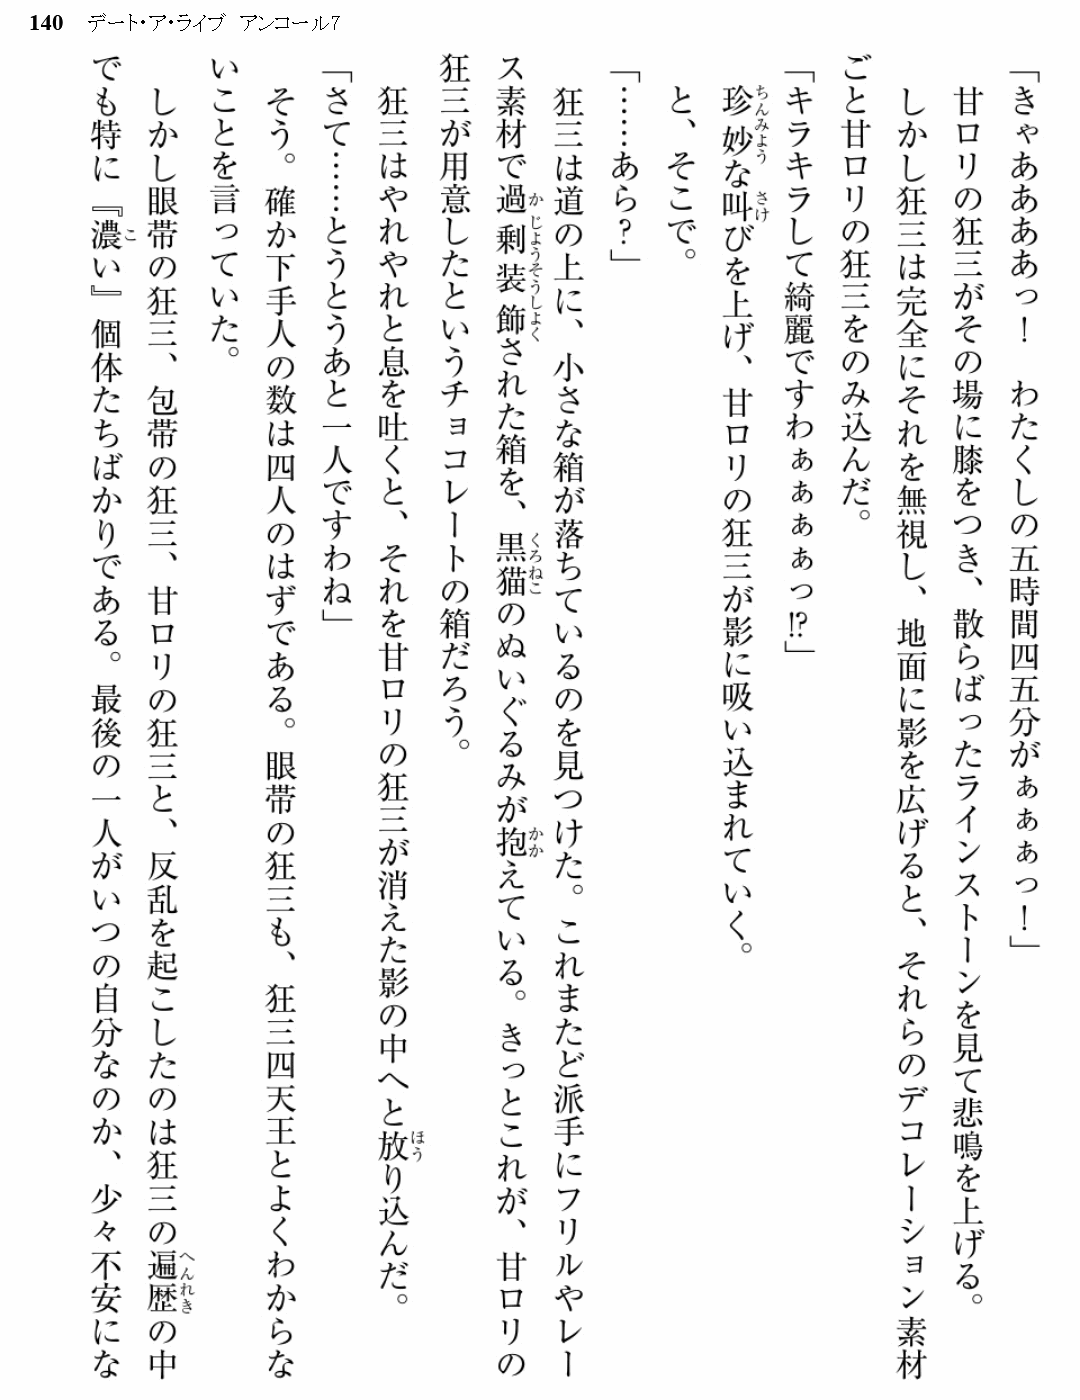 140 デート・ア・ライブ アンコール7
「きゃああああっ！　わたくしの五時間四五分がぁぁぁっ！」
　甘ロリの狂三がその場に膝をつき、散らばったラインストーンを見て悲鳴を上げる。
　しかし狂三は完全にそれを無視し、地面に影を広げると、それらのデコレーション素材
ごと甘ロリの狂三をのみ込んだ。
「キラキラして綺麗ですわぁぁぁぁっ!?」
　珍妙な叫びを上げ、甘ロリの狂三が影に吸い込まれていく。
　と、そこで。
「……あら？」
　狂三は道の上に、小さな箱が落ちているのを見つけた。これまたど派手にフリルやレー
ス素材で過剰装飾された箱を、黒猫のぬいぐるみが抱えている。きっとこれが、甘ロリの
狂三が用意したというチョコレートの箱だろう。
　狂三はやれやれと息を吐くと、それを甘ロリの狂三が消えた影の中へと放り込んだ。
「さて……とうとうあと一人ですわね」
　そう。確か下手人の数は四人のはずである。眼帯の狂三も、狂三四天王とよくわからな
いことを言っていた。
　しかし眼帯の狂三、包帯の狂三、甘ロリの狂三と、反乱を起こしたのは狂三の遍歴の中
でも特に『濃い』個体たちばかりである。最後の一人がいつの自分なのか、少々不安にな